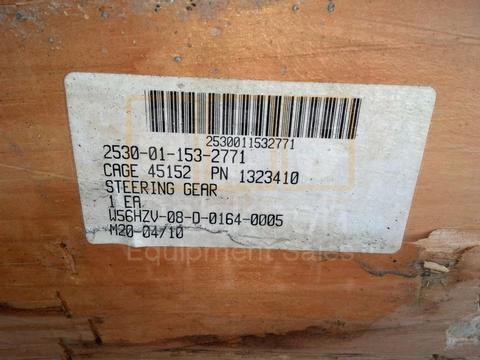 2530011532771
2530-01-153-2771
CAGE 45152 PN 1323410
STEERING GEAR
1 EA
W56HZV-08-D-0164-0005
M20-04/10
Equipment Sales